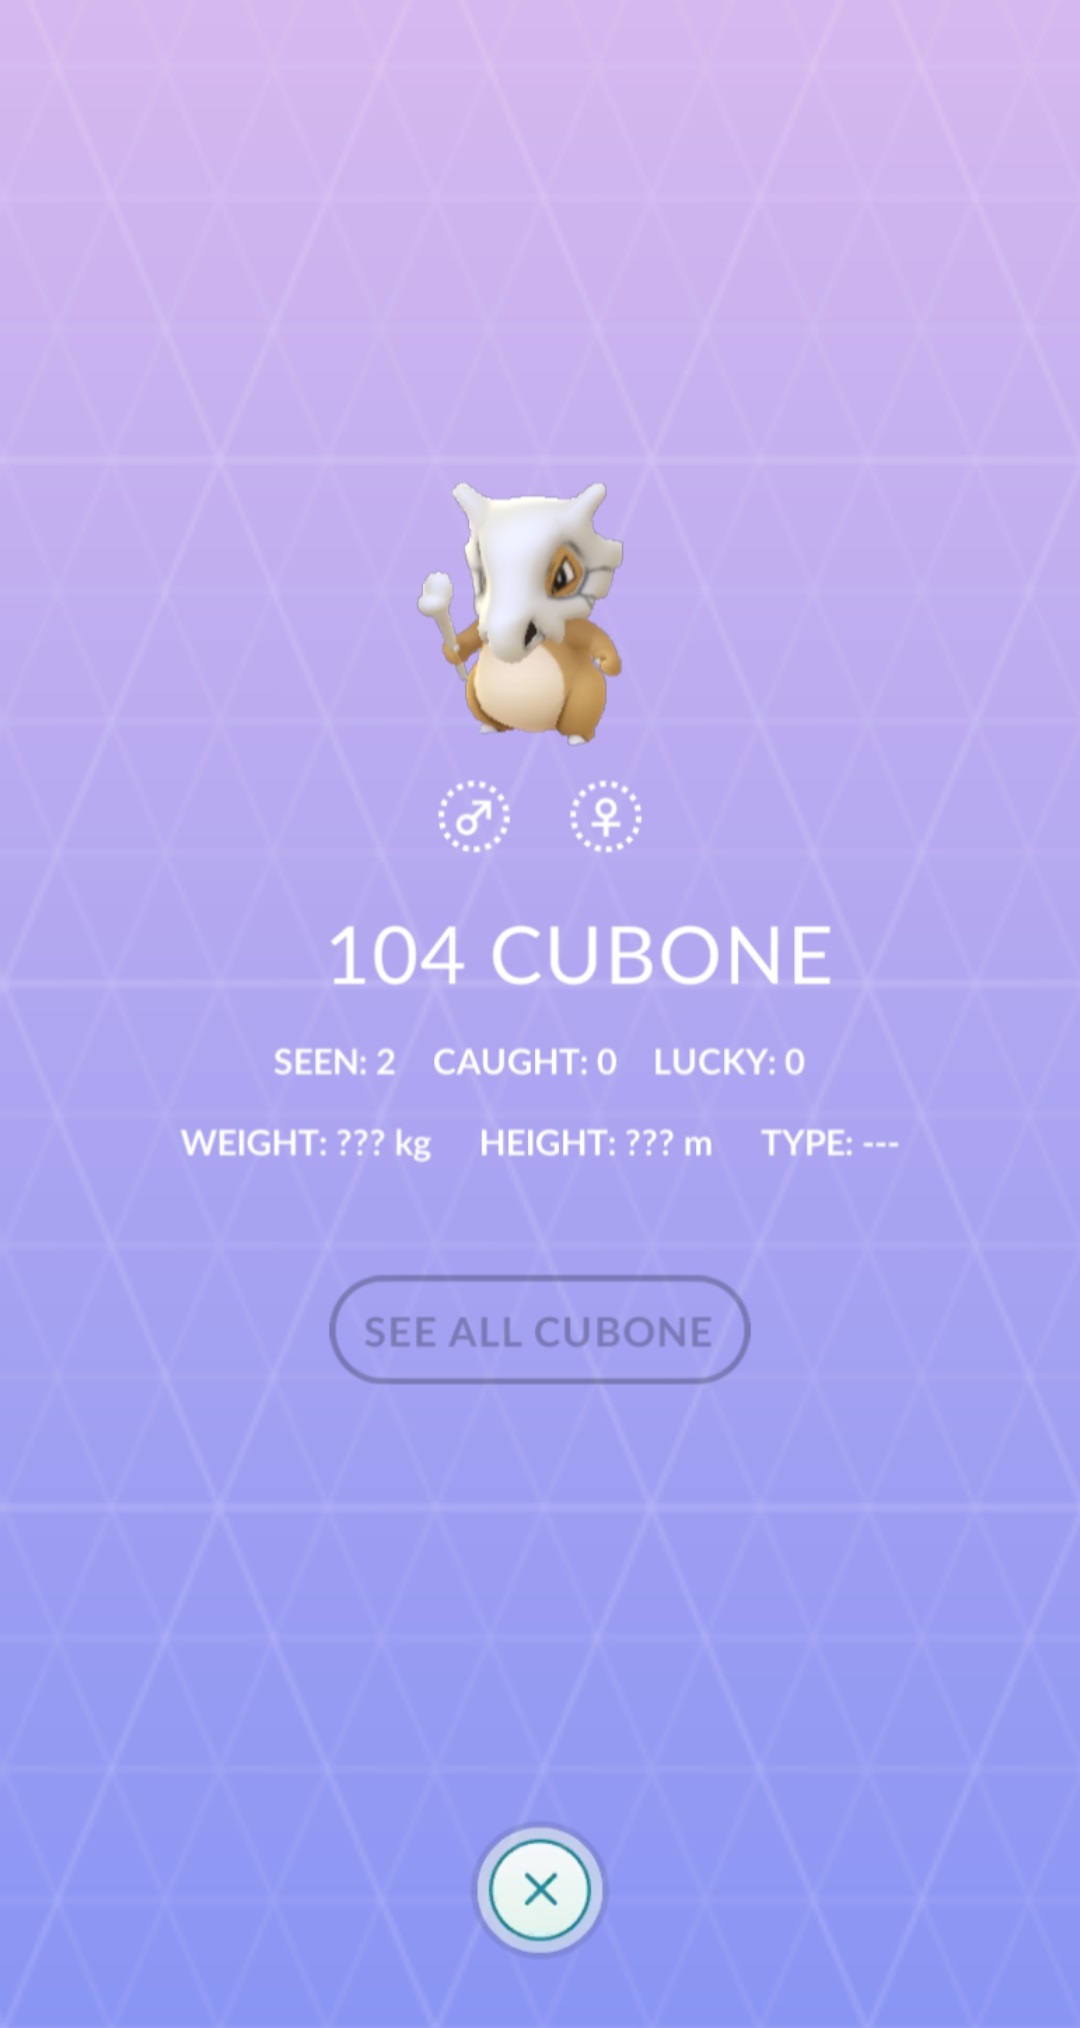 ♂ ♀
104 CUBONE
SEEN: 2 CAUGHT: 0 LUCKY: 0
WEIGHT: ??? kg HEIGHT: ??? m TYPE: ---
SEE ALL CUBONE